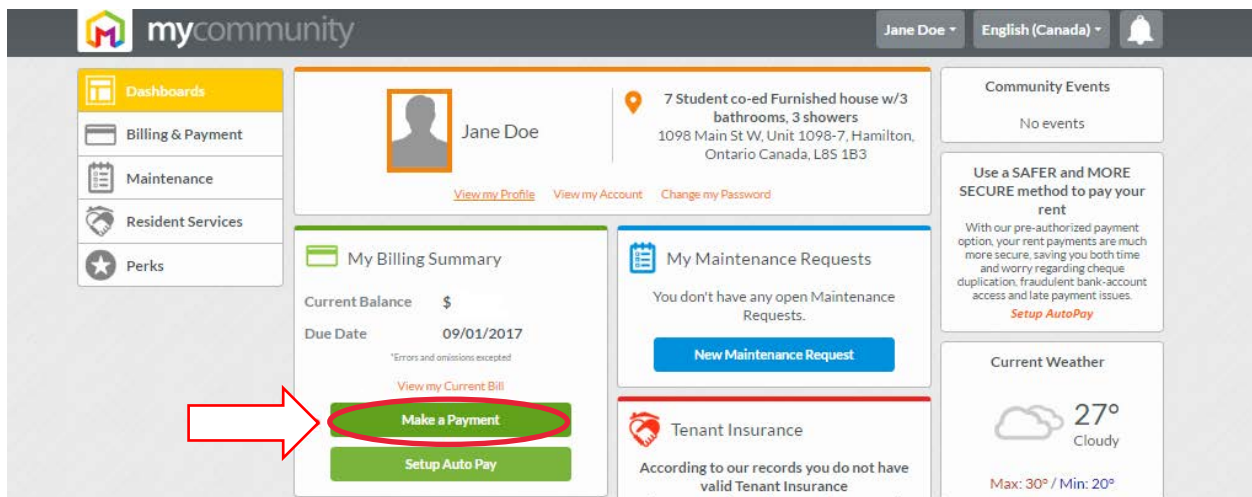 mycommunity
Jane Doe
English (Canada)
Dashboards
Billing & Payment
Maintenance
Resident Services
Perks
Jane Doe
7 Student co-ed Furnished house w/3
bathrooms, 3 showers
1098 Main St W, Unit 1098-7, Hamilton,
Ontario Canada, L8S 1B3
View my Profile View my Account Change my Password
My Billing Summary
Current Balance $
Due Date 09/01/2017
*Errors and omissions excepted
View my Current Bill
Make a Payment
Setup Auto Pay
My Maintenance Requests
You don't have any open Maintenance
Requests.
New Maintenance Request
Tenant Insurance
According to our records you do not have
valid Tenant Insurance
Community Events
No events
Use a SAFER and MORE
SECURE method to pay your
rent
With our pre-authorized payment
option, your rent payments are much
more secure, saving you both time
and worry regarding cheque
duplication, fraudulent bank-account
access and late payment issues.
Setup AutoPay
Current Weather
27°
Cloudy
Max: 30° / Min: 20°